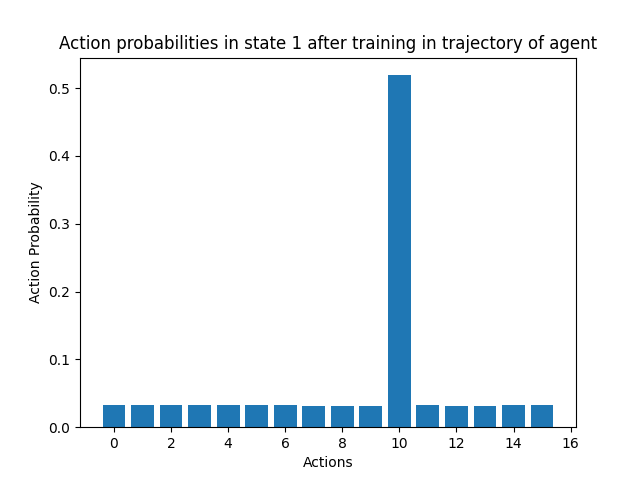 Action probabilities in state 1 after training in trajectory of agent
Action Probability
0.5
0.4
0.3
0.2
0.1
0.0
0 2 4 6 8 10 12 14 16
Actions